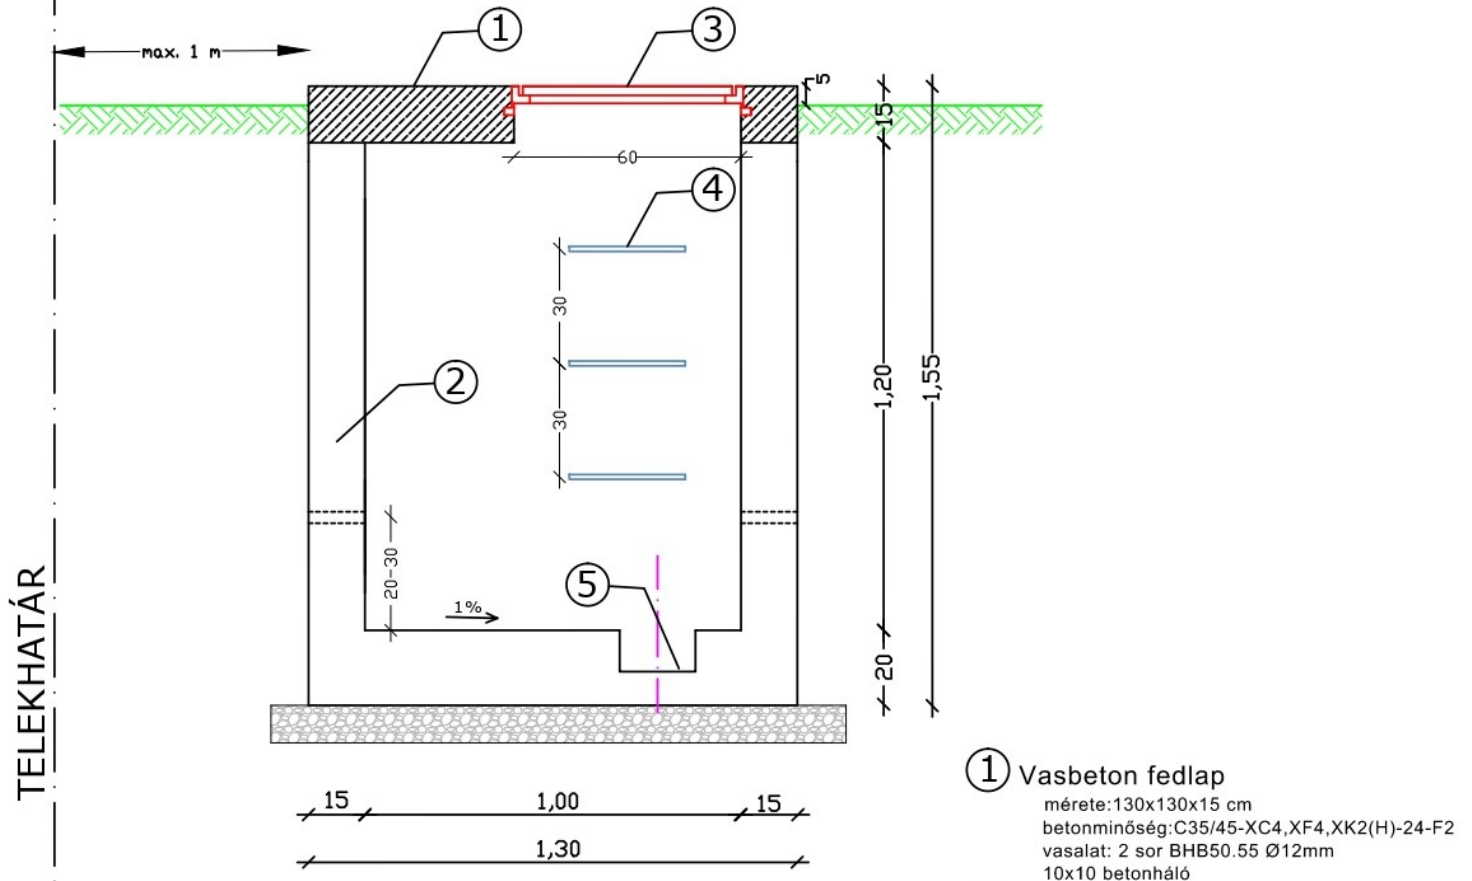 1
3
max. 1 m
5
15
60
4
30
1,20
1,55
2
30
20-30
5
1%
20
TELEKHATÁR
15
1,00
15
1,30
1 Vasbeton fedlap
mérete:130x130x15 cm
betonminőség:C35/45-XC4,XF4,XK2(H)-24-F2
vasalat: 2 sor BHB50.55 Ø12mm
10x10 betonháló